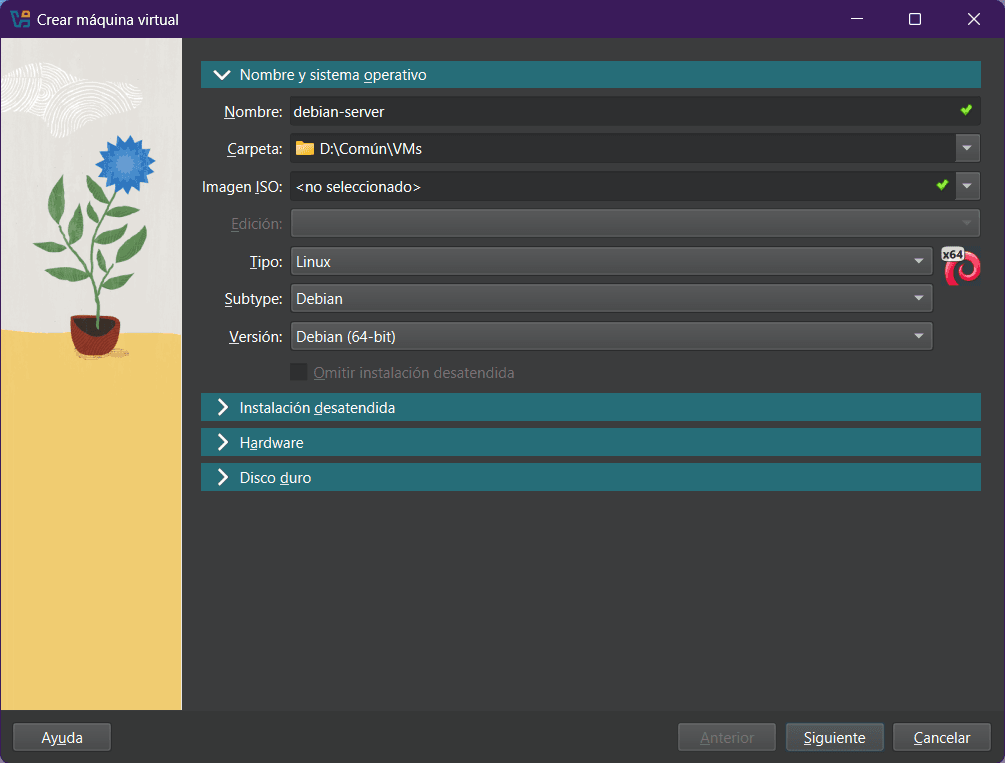 Crear máquina virtual
Nombre y sistema operativo
Nombre: debian-server
Carpeta: D:\Común\VMs
Imagen ISO: <no seleccionado>
Edición:
Tipo: Linux
x64
Subtype: Debian
Versión: Debian (64-bit)
Omitir instalación desatendida
Instalación desatendida
Hardware
Disco duro
Ayuda Anterior Siguiente Cancelar